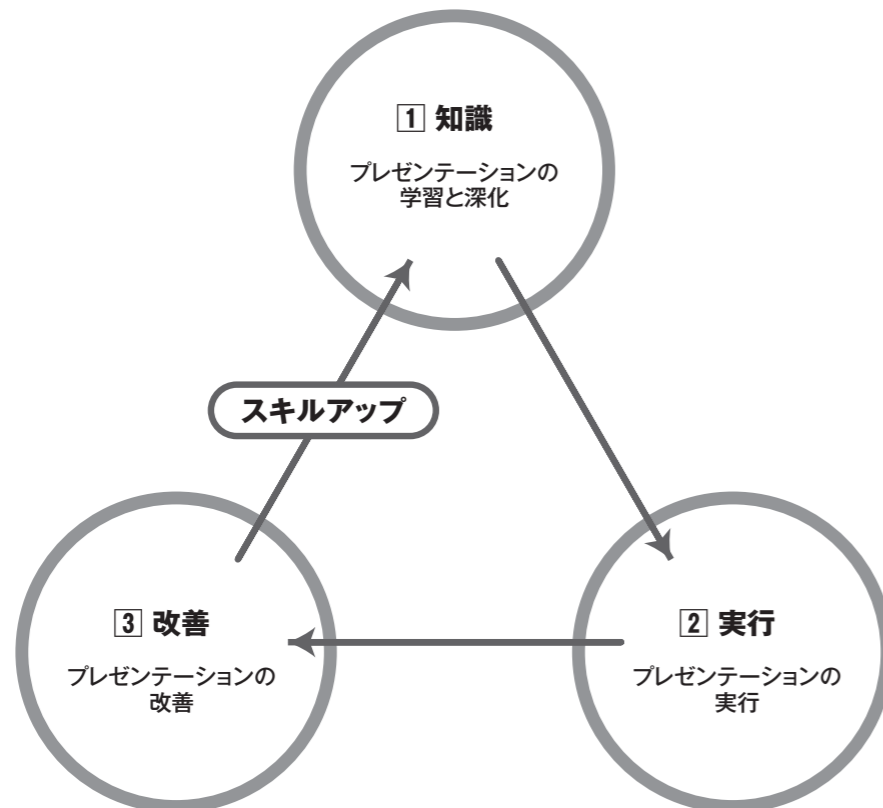 1 知識
プレゼンテーションの
学習と深化
スキルアップ
3 改善
プレゼンテーションの
改善
2 実行
プレゼンテーションの
実行